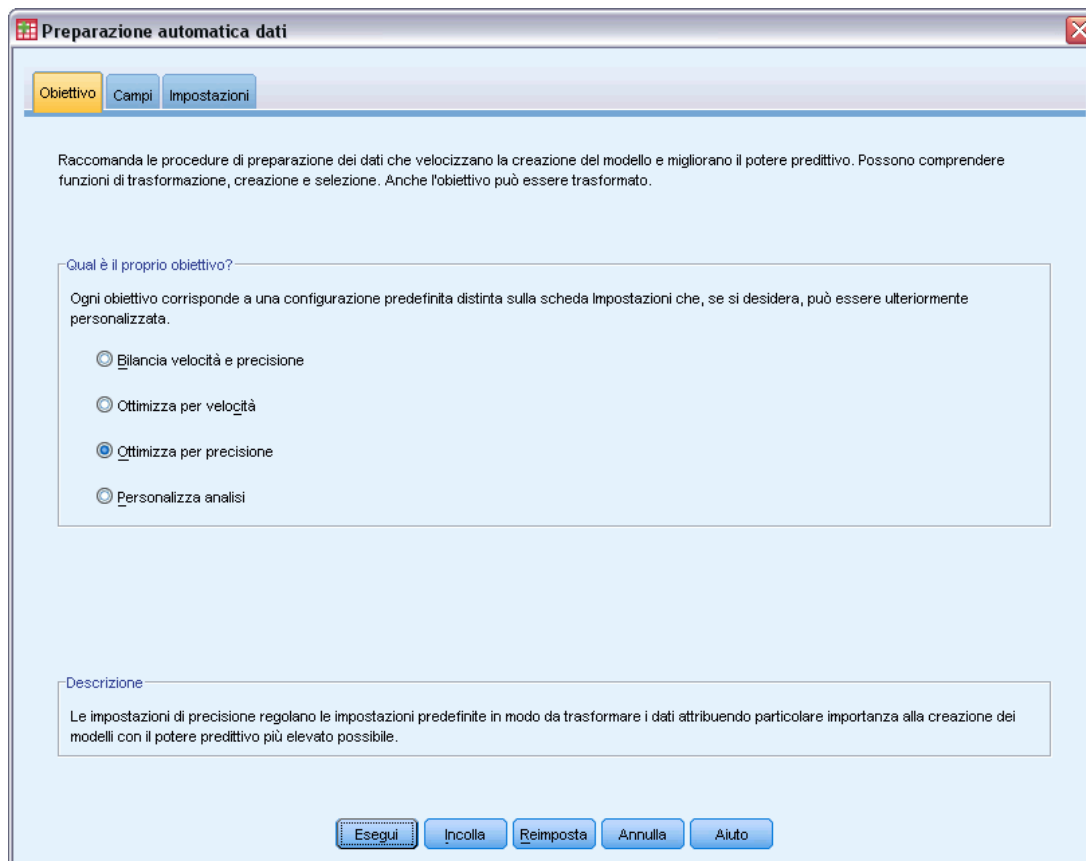 Preparazione automatica dati
Obiettivo Campi Impostazioni
Raccomanda le procedure di preparazione dei dati che velocizzano la creazione del modello e migliorano il potere predittivo. Possono comprendere
funzioni di trasformazione, creazione e selezione. Anche l'obiettivo può essere trasformato.
Qual è il proprio obiettivo?
Ogni obiettivo corrisponde a una configurazione predefinita distinta sulla scheda Impostazioni che, se si desidera, può essere ulteriormente
personalizzata.
Bilancia velocità e precisione
Ottimizza per velocità
Ottimizza per precisione
Personalizza analisi
Descrizione
Le impostazioni di precisione regolano le impostazioni predefinite in modo da trasformare i dati attribuendo particolare importanza alla creazione dei
modelli con il potere predittivo più elevato possibile.
Esegui Incolla Reimposta Annulla Aiuto